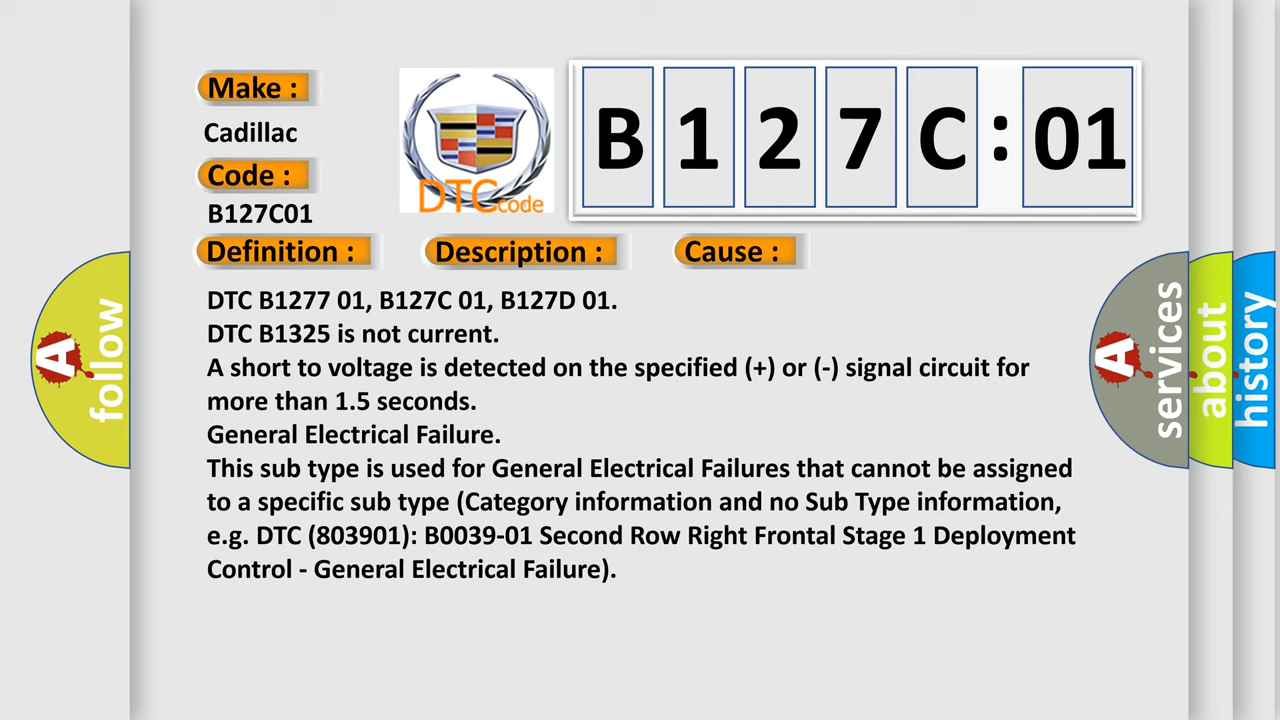 Make :
Cadillac
Code :
B127C01
DTC code
B 1 2 7 C : 01
Definition :
Description :
Cause :
DTC B1277 01, B127C 01, B127D 01.
DTC B1325 is not current.
A short to voltage is detected on the specified (+) or (-) signal circuit for
more than 1.5 seconds.
General Electrical Failure.
This sub type is used for General Electrical Failures that cannot be assigned
to a specific sub type (Category information and no Sub Type information,
e.g. DTC (803901): B0039-01 Second Row Right Frontal Stage 1 Deployment
Control - General Electrical Failure).
A
follow
A
services
about
history